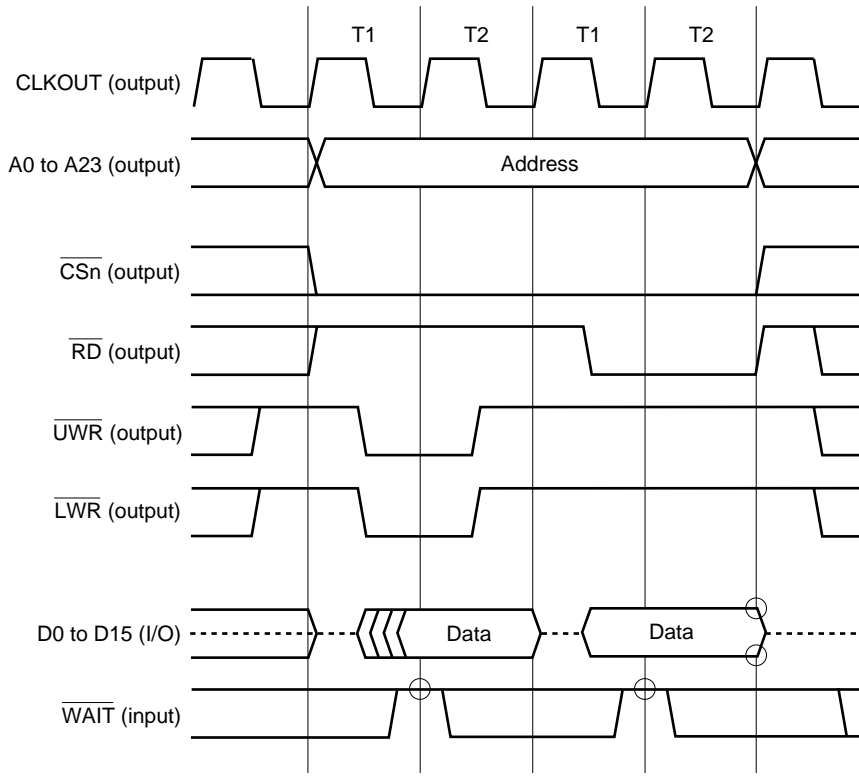 T1 T2 T1 T2
CLKOUT (output)
A0 to A23 (output) Address
CSn (output)
RD (output)
UWR (output)
LWR (output)
D0 to D15 (I/O) Data Data
WAIT (input)